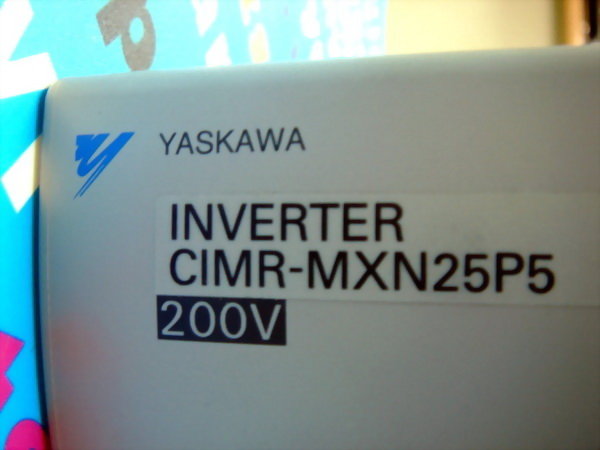 YASKAWA
INVERTER
CIMR-MXN25P5
200V